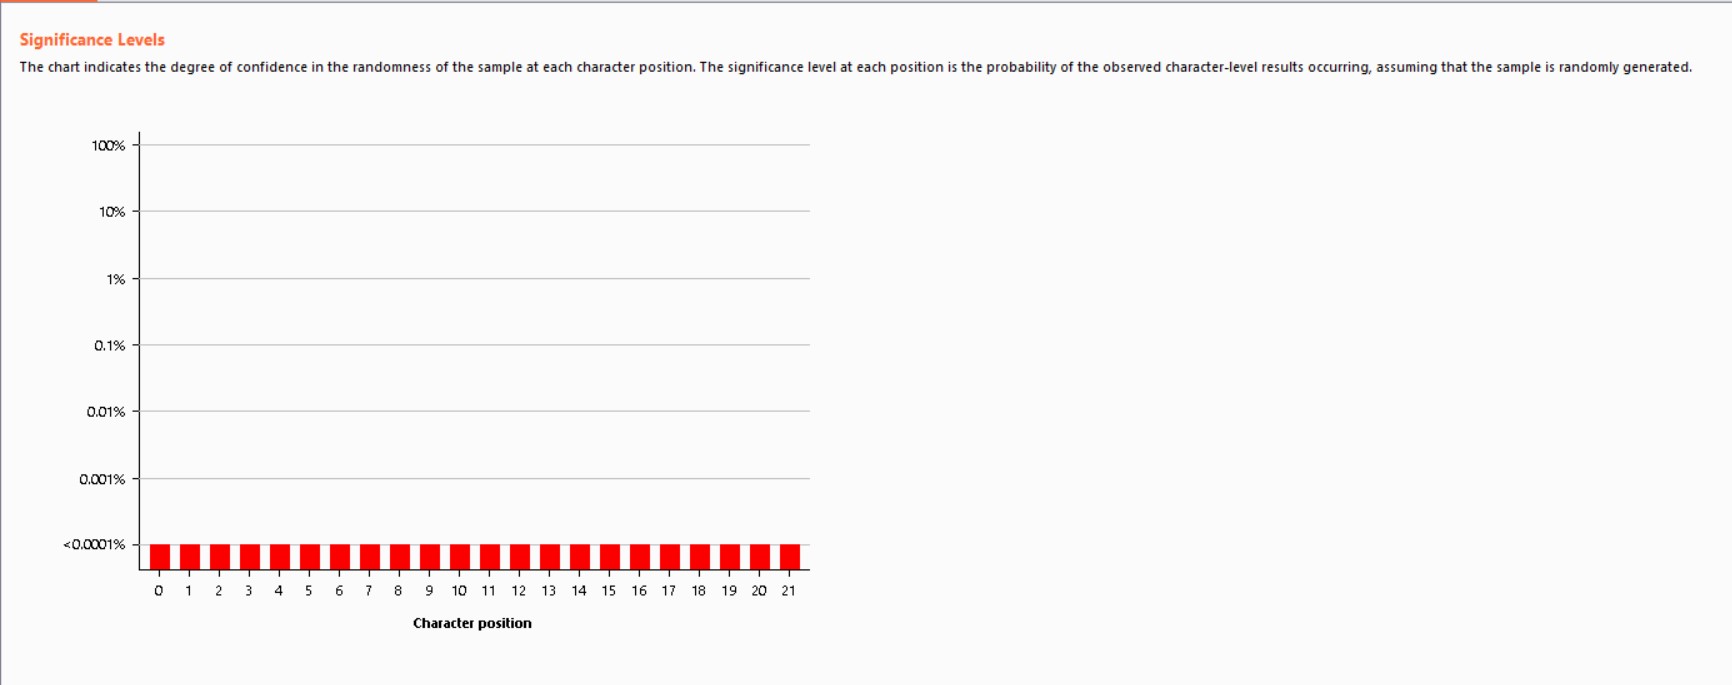 Significance Levels
The chart indicates the degree of confidence in the randomness of the sample at each character position. The significance level at each position is the probability of the observed character-level results occurring, assuming that the sample is randomly generated.
100%
10%
1%
0.1%
0.01%
0.001%
<0.0001%
0 1 2 3 4 5 6 7 8 9 10 11 12 13 14 15 16 17 18 19 20 21
Character position